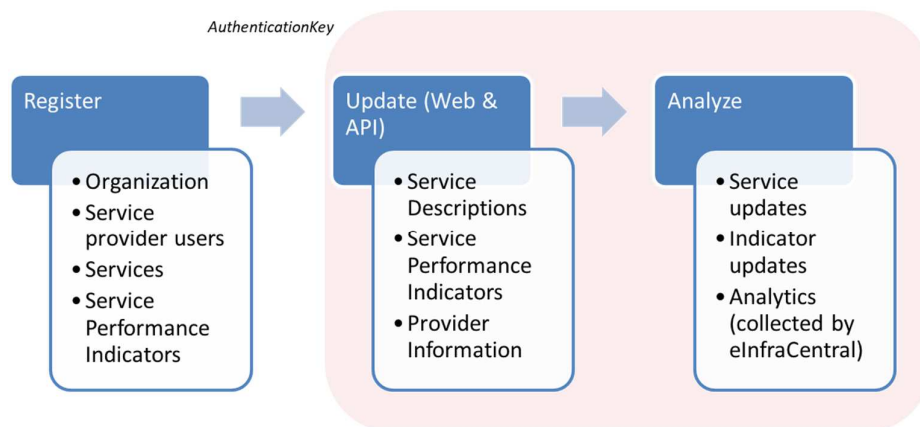 AuthenticationKey
Register
• Organization
• Service
provider users
• Services
• Service
Performance
Indicators
Update (Web &
API)
• Service
Descriptions
• Service
Performance
Indicators
• Provider
Information
Analyze
• Service
updates
• Indicator
updates
• Analytics
(collected by
eInfraCentral)